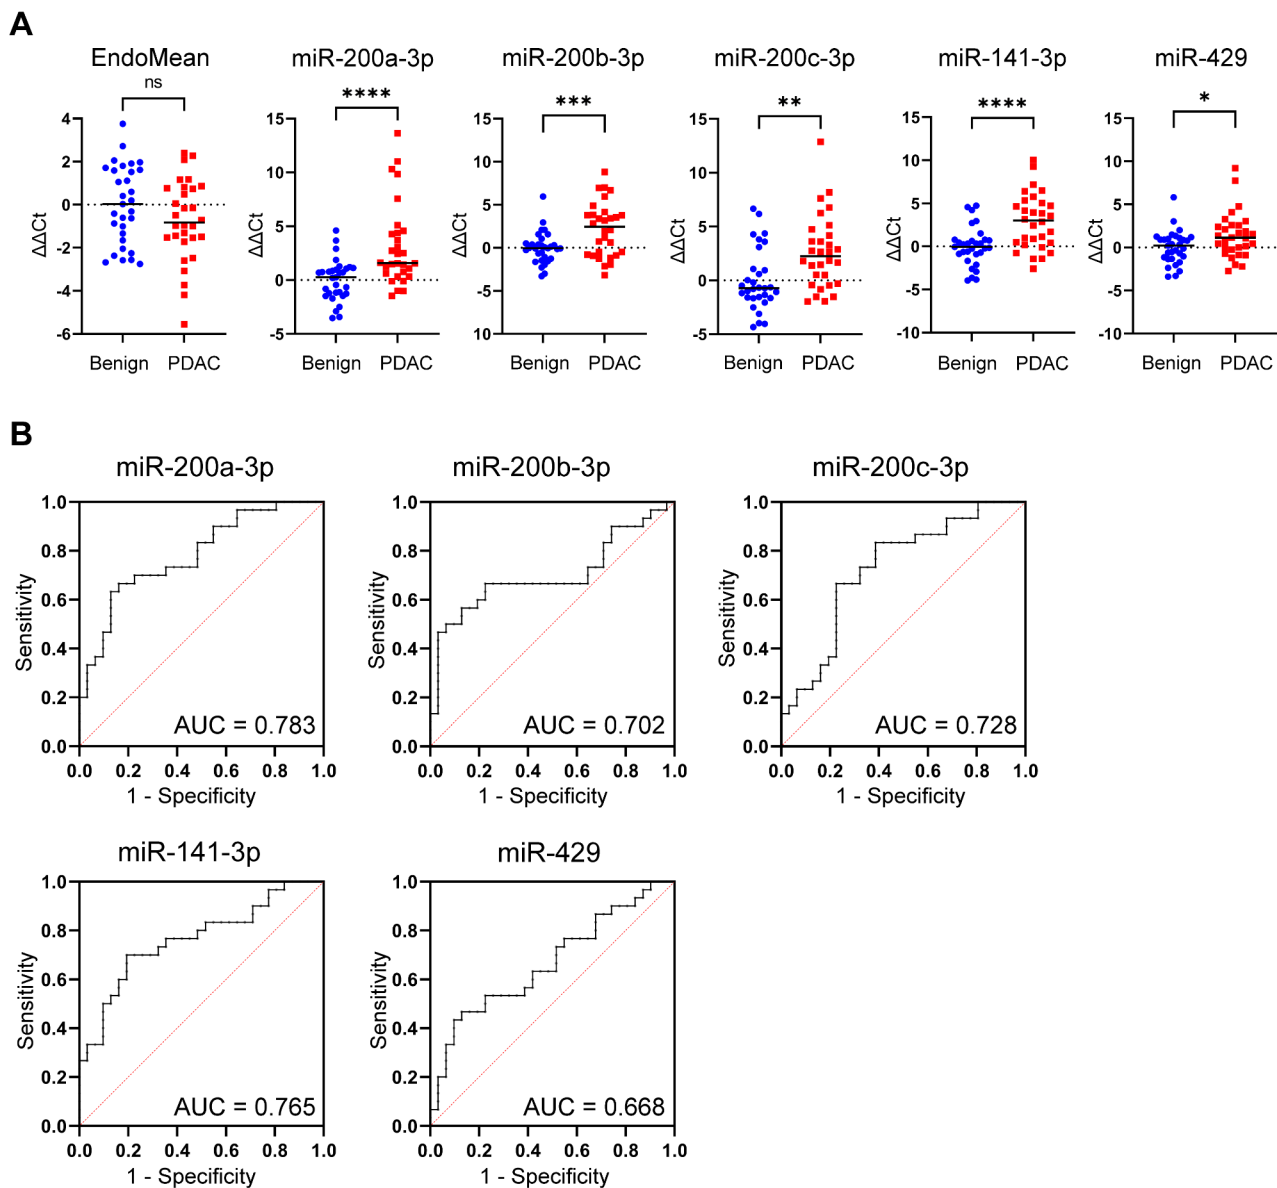 A
EndoMean
miR-200a-3p
miR-200b-3p
miR-200c-3p
miR-141-3p
miR-429
ns
****
***
**
****
*
4
2
0
-2
-4
-6
ΔΔCt
Benign PDAC
15
10
5
0
-5
ΔΔCt
Benign PDAC
15
10
5
0
-5
10
ΔΔCt
Benign PDAC
15
10
5
0
-5
ΔΔCt
Benign PDAC
15
10
5
0
-5
-10
ΔΔCt
Benign PDAC
15
10
5
0
-5
-10
ΔΔCt
Benign PDAC
B
miR-200a-3p
1.0
0.8
0.6
0.4
0.2
0.0
Sensitivity
AUC = 0.783
0.0 0.2 0.4 0.6 0.8 1.0
1 - Specificity
miR-200b-3p
1.0
0.8
0.6
0.4
0.2
0.0
Sensitivity
AUC = 0.702
0.0 0.2 0.4 0.6 0.8 1.0
1 - Specificity
miR-200c-3p
1.0
0.8
0.6
0.4
0.2
0.0
Sensitivity
AUC = 0.728
0.0 0.2 0.4 0.6 0.8 1.0
1 - Specificity
miR-141-3p
1.0
0.8
0.6
0.4
0.2
0.0
Sensitivity
AUC = 0.765
0.0 0.2 0.4 0.6 0.8 1.0
1 - Specificity
miR-429
1.0
0.8
0.6
0.4
0.2
0.0
Sensitivity
AUC = 0.668
0.0 0.2 0.4 0.6 0.8 1.0
1 - Specificity